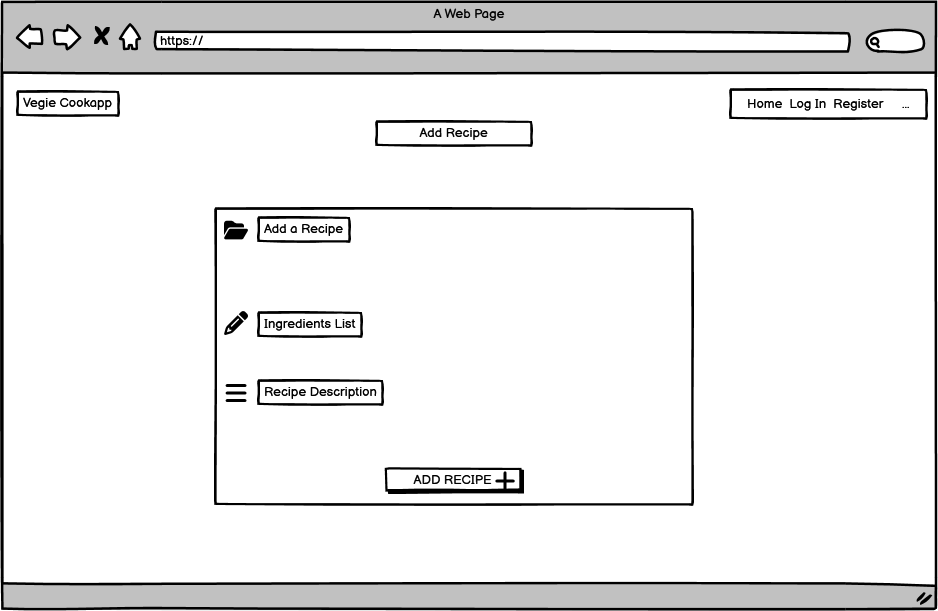 A Web Page
https://
Vegie Cookapp
Home Log In Register ...
Add Recipe
Add a Recipe
Ingredients List
Recipe Description
ADD RECIPE